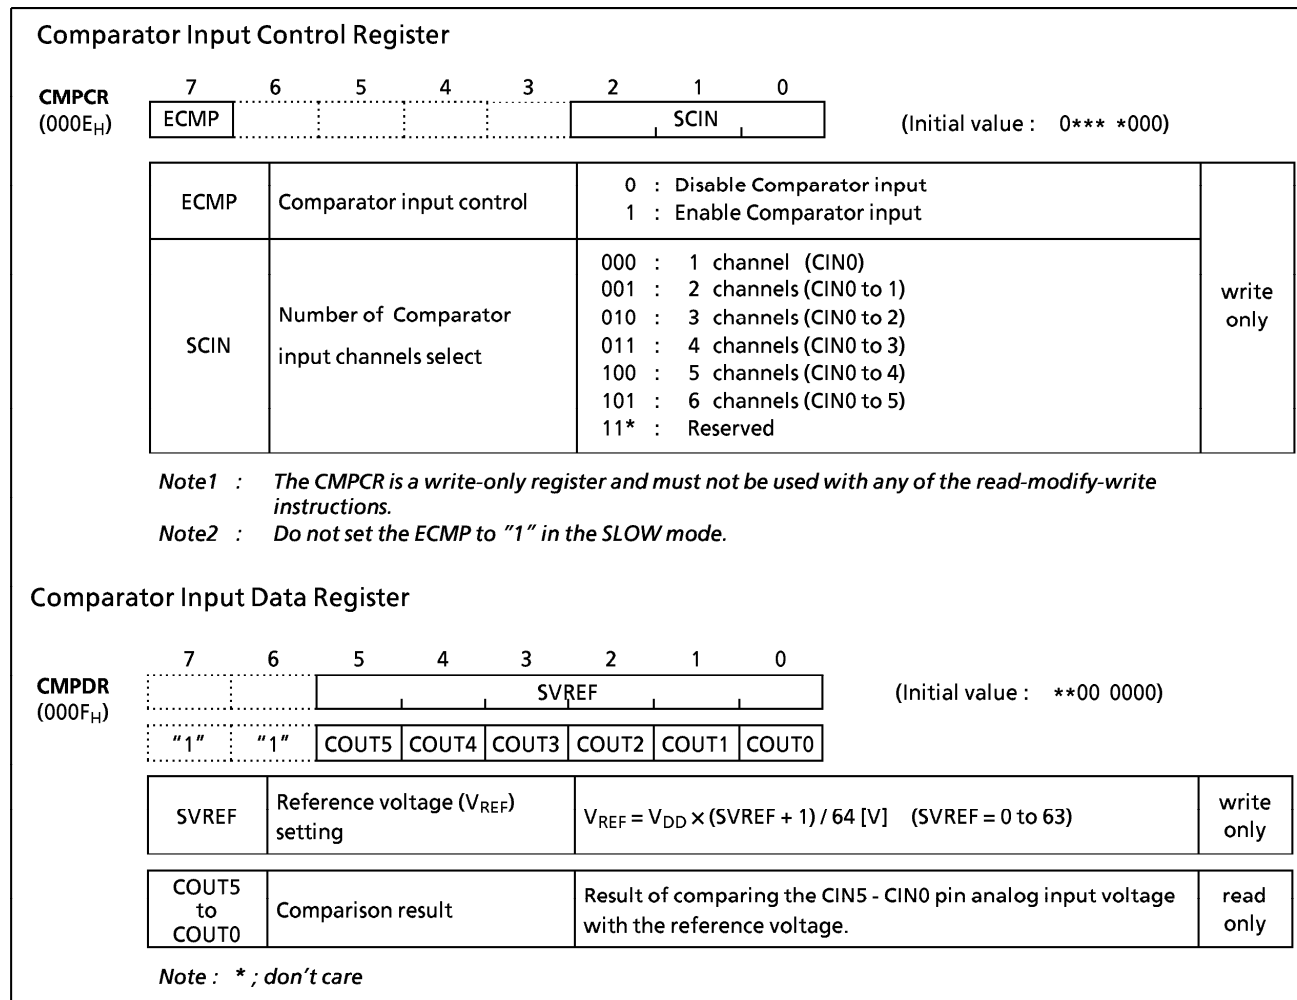 Comparator Input Control Register
7 6 5 4 3 2 1 0
CMPCR
(000EH)
ECMP SCIN (Initial value : 0*** *000)
ECMP Comparator input control 0 : Disable Comparator input
1 : Enable Comparator input
write only
SCIN Number of Comparator input channels select
000 : 1 channel (CIN0)
001 : 2 channels (CIN0 to 1)
010 : 3 channels (CIN0 to 2)
011 : 4 channels (CIN0 to 3)
100 : 5 channels (CIN0 to 4)
101 : 6 channels (CIN0 to 5)
11* : Reserved
Note1 : The CMPCR is a write-only register and must not be used with any of the read-modify-write
instructions.
Note2 : Do not set the ECMP to "1" in the SLOW mode.
Comparator Input Data Register
7 6 5 4 3 2 1 0
CMPDR
(000FH)
SVREF (Initial value : **00 0000)
"1" "1" COUT5 COUT4 COUT3 COUT2 COUT1 COUT0
SVREF Reference voltage (VREF)
setting
VREF = VDD × (SVREF + 1) / 64 [V] (SVREF = 0 to 63)
write
only
COUT5
to
COUT0
Comparison result
Result of comparing the CIN5 - CIN0 pin analog input voltage
with the reference voltage.
read
only
Note : * ; don't care